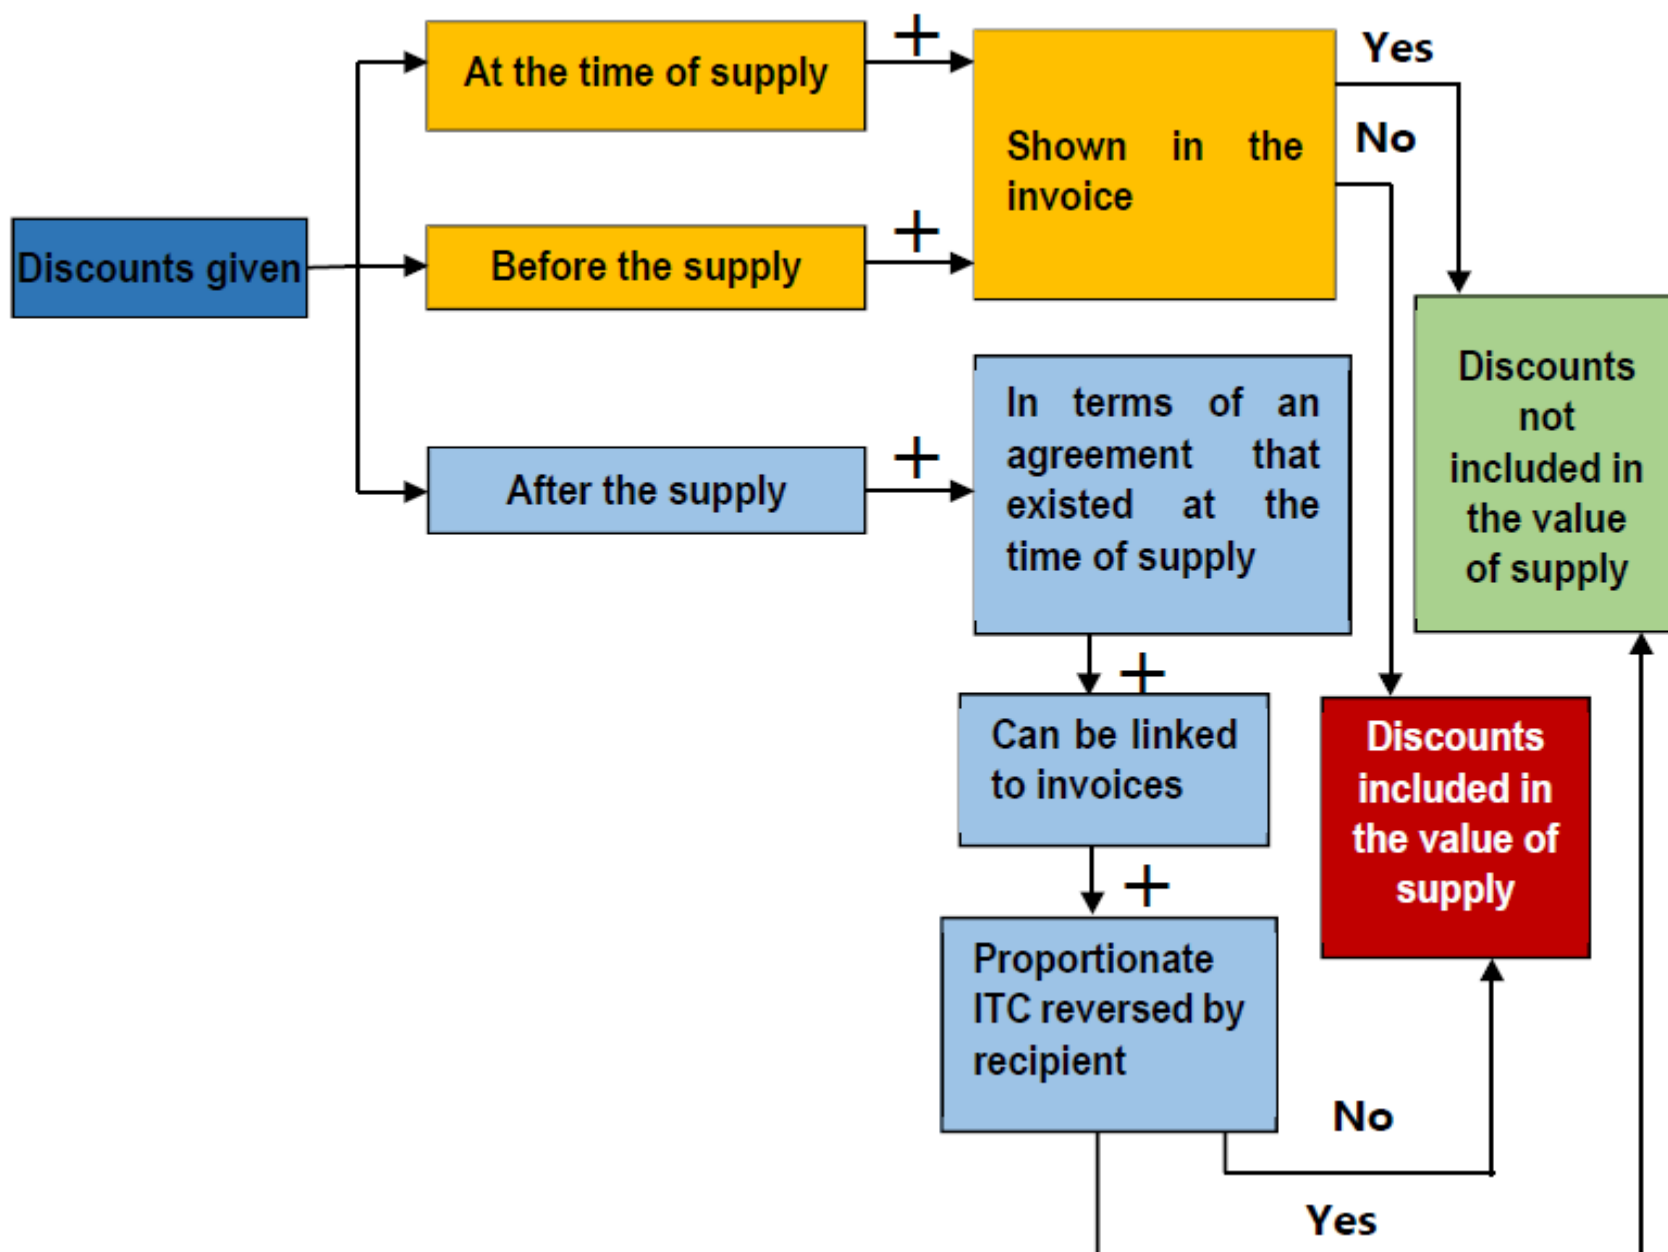 +
Yes
At the time of supply
No
Shown in the
invoice
+
Discounts given
Before the supply
Discounts
not
included in
the value
of supply
In terms of an
agreement that
existed at the
time of supply
+
After the supply
+
Can be linked
to invoices
Discounts
included in
the value of
supply
+
Proportionate
ITC reversed by
recipient
No
Yes